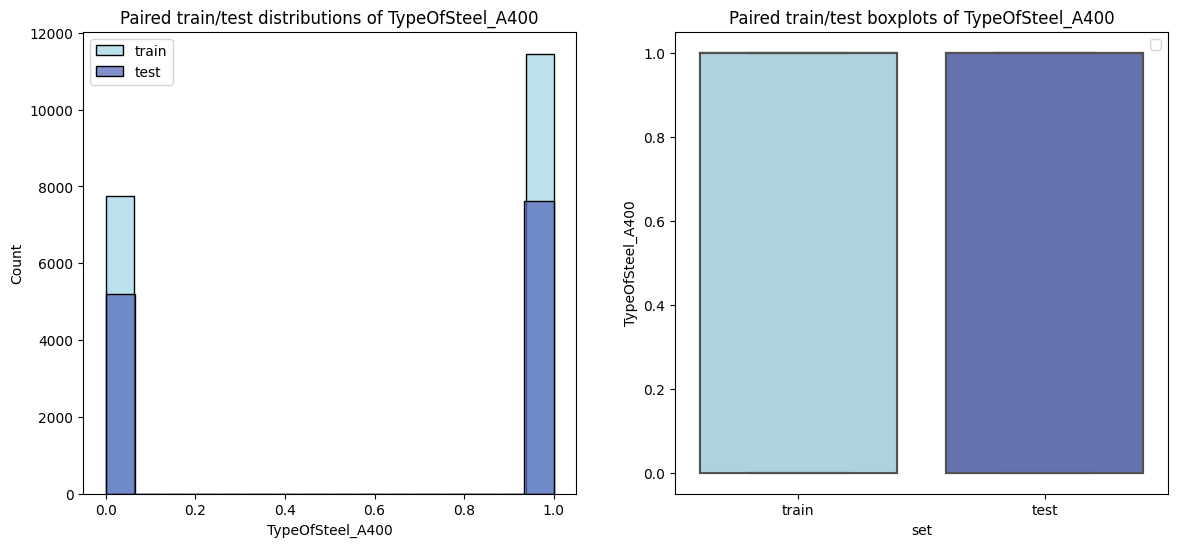 Paired train/test distributions of TypeOfSteel_A400
train
test
12000
10000
8000
6000
4000
2000
0
Count
0.0
0.2
0.4
0.6
0.8
1.0
TypeOfSteel_A400
Paired train/test boxplots of TypeOfSteel_A400
1.0
0.8
0.6
0.4
0.2
0.0
TypeOfSteel_A400
train
test
set